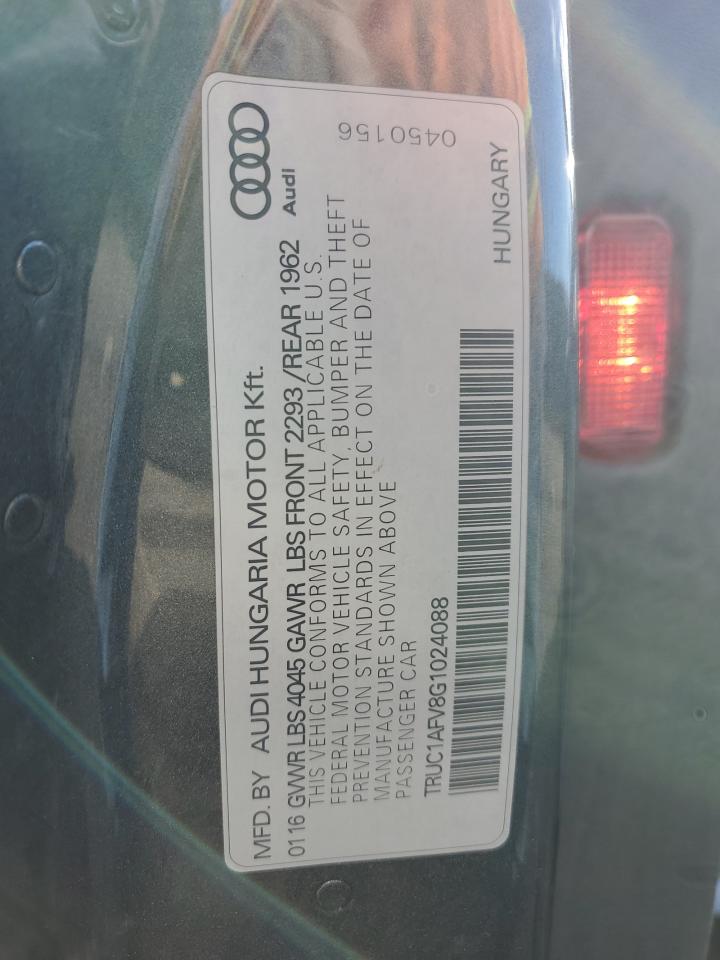 MFD. BY AUDI HUNGARIA MOTOR Kft.
Audi
0116 GVWR LBS 4045 GAWR LBS FRONT 2293 /REAR 1962
THIS VEHICLE CONFORMS TO ALL APPLICABLE U.S.
FEDERAL MOTOR VEHICLE SAFETY, BUMPER AND THEFT
PREVENTION STANDARDS IN EFFECT ON THE DATE OF
MANUFACTURE SHOWN ABOVE
PASSENGER CAR
0450156
TRUC1AFV8G1024088
HUNGARY